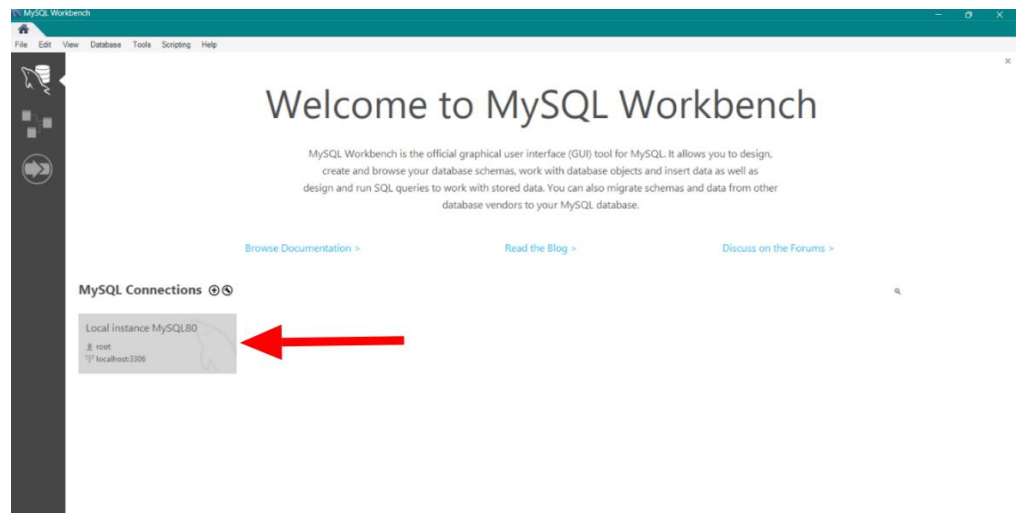 MySQL Workbench
File Edit View Database Tools Scripting Help
Welcome to MySQL Workbench
MySQL Workbench is the official graphical user interface (GUI) tool for MySQL. It allows you to design,
create and browse your database schemas, work with database objects and insert data as well as
design and run SQL queries to work with stored data. You can also migrate schemas and data from other
database vendors to your MySQL database.
Browse Documentation > Read the Blog > Discuss on the Forums >
MySQL Connections
Local instance MySQL80
root
localhost:3306